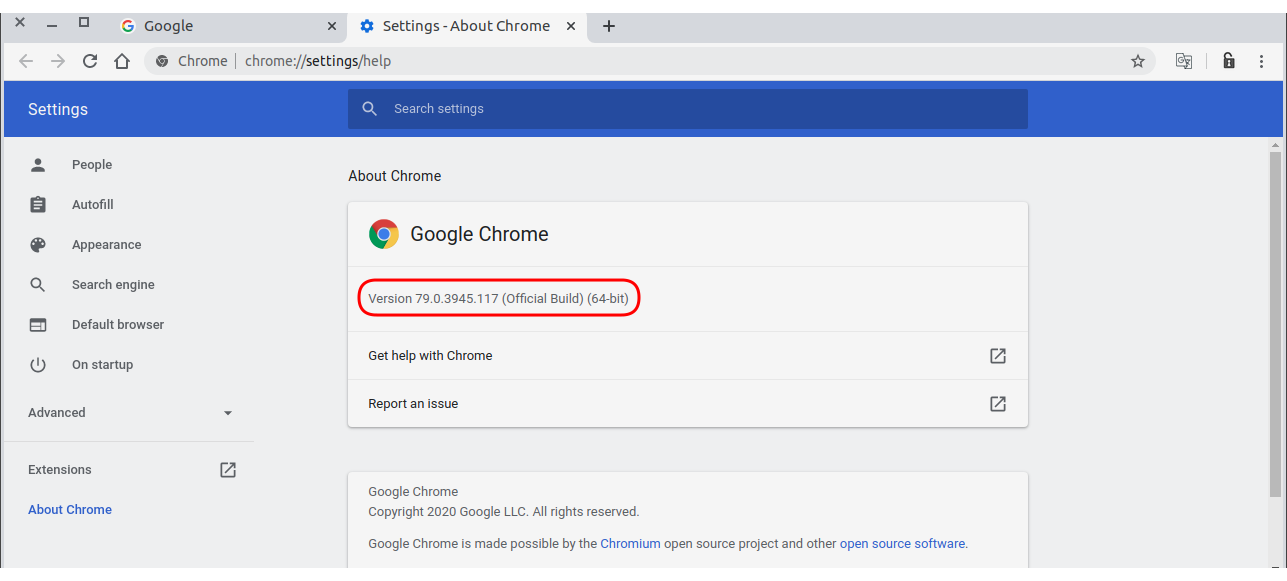 Google
Settings - About Chrome
Chrome | chrome://settings/help
Settings
Search settings
People
Autofill
Appearance
Search engine
Default browser
On startup
Advanced
Extensions
About Chrome
About Chrome
Google Chrome
Version 79.0.3945.117 (Official Build) (64-bit)
Get help with Chrome
Report an issue
Google Chrome
Copyright 2020 Google LLC. All rights reserved.
Google Chrome is made possible by the Chromium open source project and other open source software.